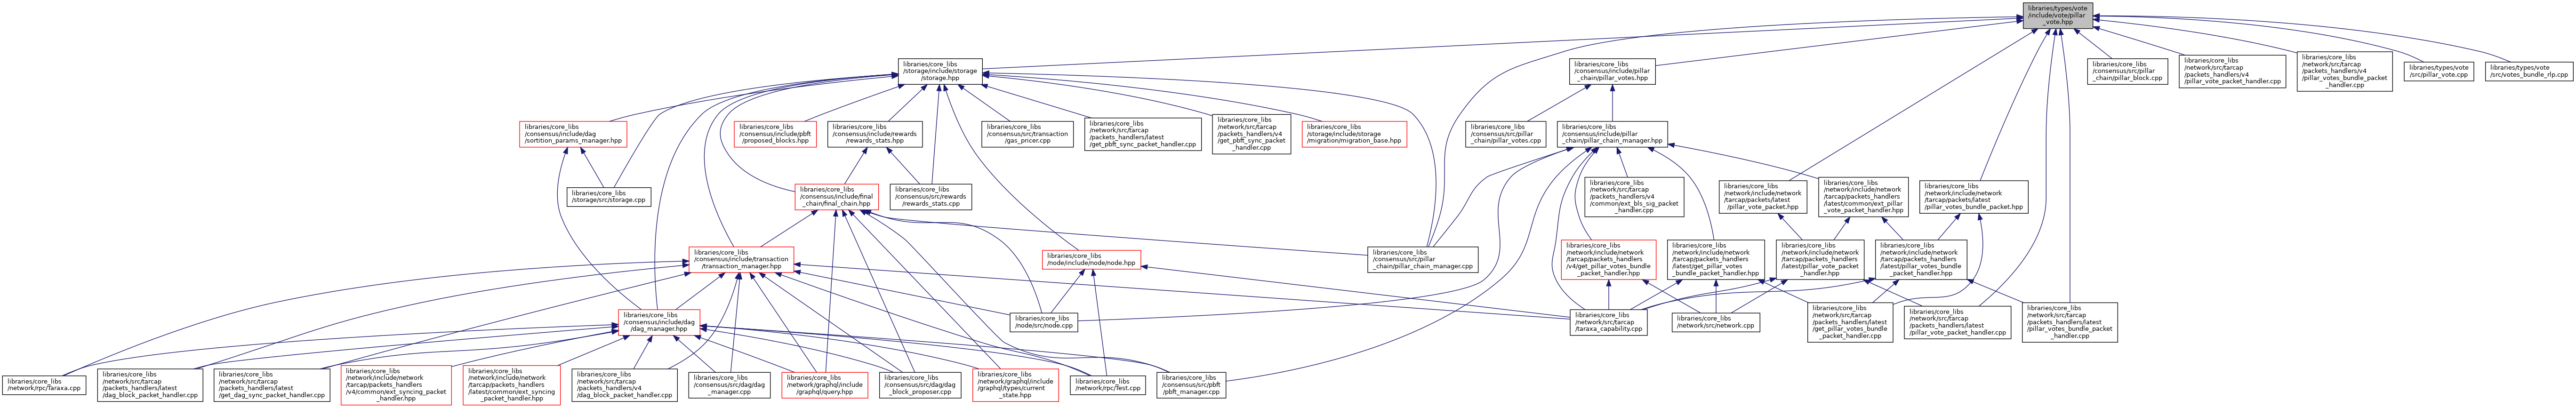 libraries/types/vote
/include/vote/pillar
_vote.hpp
libraries/core_libs
/storage/include/storage
/storage.hpp
libraries/core_libs
/consensus/include/pillar
_chain/pillar_votes.hpp
libraries/core_libs
/consensus/src/pillar
_chain/pillar_block.cpp
libraries/core_libs
/network/src/tarcap
/packets_handlers/v4
/pillar_vote_packet_handler.cpp
libraries/core_libs
/network/src/tarcap
/packets_handlers/v4
/pillar_votes_bundle_packet
_handler.cpp
libraries/types/vote
/src/pillar_vote.cpp
libraries/types/vote
/src/votes_bundle_rlp.cpp
libraries/core_libs
/consensus/include/dag
/sortition_params_manager.hpp
libraries/core_libs
/consensus/include/pbft
/proposed_blocks.hpp
libraries/core_libs
/consensus/include/rewards
/rewards_stats.hpp
libraries/core_libs
/consensus/src/transaction
/gas_pricer.cpp
libraries/core_libs
/network/src/tarcap
/packets_handlers/latest
/get_pbft_sync_packet_handler.cpp
libraries/core_libs
/network/src/tarcap
/packets_handlers/v4
/get_pbft_sync_packet
_handler.cpp
libraries/core_libs
/storage/include/storage
/migration/migration_base.hpp
libraries/core_libs
/consensus/src/pillar
_chain/pillar_votes.cpp
libraries/core_libs
/consensus/include/pillar
_chain/pillar_chain_manager.hpp
libraries/core_libs
/storage/src/storage.cpp
libraries/core_libs
/consensus/include/final
_chain/final_chain.hpp
libraries/core_libs
/consensus/src/rewards
/rewards_stats.cpp
libraries/core_libs
/network/src/tarcap
/packets_handlers/v4
/common/ext_bls_sig_packet
_handler.cpp
libraries/core_libs
/network/include/network
/tarcap/packets/latest
/pillar_vote_packet.hpp
libraries/core_libs
/network/include/network
/tarcap/packets_handlers
/latest/common/ext_pillar
_vote_packet_handler.hpp
libraries/core_libs
/network/include/network
/tarcap/packets/latest
/pillar_votes_bundle_packet.hpp
libraries/core_libs
/consensus/include/transaction
/transaction_manager.hpp
libraries/core_libs
/node/include/node/node.hpp
libraries/core_libs
/consensus/src/pillar
_chain/pillar_chain_manager.cpp
libraries/core_libs
/network/include/network
/tarcap/packets_handlers
/v4/get_pillar_votes_bundle
_packet_handler.hpp
libraries/core_libs
/network/include/network
/tarcap/packets_handlers
/latest/get_pillar_votes
_bundle_packet_handler.hpp
libraries/core_libs
/network/include/network
/tarcap/packets_handlers
/latest/pillar_vote_packet
_handler.hpp
libraries/core_libs
/network/include/network
/tarcap/packets_handlers
/latest/pillar_votes_bundle
_packet_handler.hpp
libraries/core_libs
/consensus/include/dag
/dag_manager.hpp
libraries/core_libs
/node/src/node.cpp
libraries/core_libs
/network/src/tarcap
/taraxa_capability.cpp
libraries/core_libs
/network/src/network.cpp
libraries/core_libs
/network/src/tarcap
/packets_handlers/latest
/get_pillar_votes_bundle
_packet_handler.cpp
libraries/core_libs
/network/src/tarcap
/packets_handlers/latest
/pillar_vote_packet_handler.cpp
libraries/core_libs
/network/src/tarcap
/packets_handlers/latest
/pillar_votes_bundle_packet
_handler.cpp
libraries/core_libs
/network/rpc/Taraxa.cpp
libraries/core_libs
/network/src/tarcap
/packets_handlers/latest
/dag_block_packet_handler.cpp
libraries/core_libs
/network/src/tarcap
/packets_handlers/latest
/get_dag_sync_packet_handler.cpp
libraries/core_libs
/network/include/network
/tarcap/packets_handlers
/v4/common/ext_syncing_packet
_handler.hpp
libraries/core_libs
/network/include/network
/tarcap/packets_handlers
/latest/common/ext_syncing
_packet_handler.hpp
libraries/core_libs
/network/src/tarcap
/packets_handlers/v4
/dag_block_packet_handler.cpp
libraries/core_libs
/consensus/src/dag/dag
_manager.cpp
libraries/core_libs
/network/graphql/include
/graphql/query.hpp
libraries/core_libs
/consensus/src/dag/dag
_block_proposer.cpp
libraries/core_libs
/network/graphql/include
/graphql/types/current
_state.hpp
libraries/core_libs
/network/rpc/Test.cpp
libraries/core_libs
/consensus/src/pbft
/pbft_manager.cpp